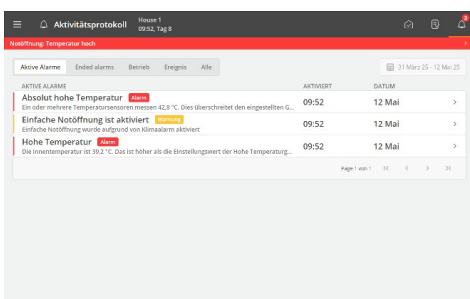 Aktivitätsprotokoll
House 1
09:52, Tag 8
3
Notöffnung: Temperatur hoch
Aktive Alarme Ended alarms Betrieb Ereignis Alle
31 März 25 - 12 Mai 25
AKTIVE ALARME AKTIVIERT DATUM
Absolut hohe Temperatur Alarm 09:52 12 Mai
Ein oder mehrere Temperatursensoren messen 42,8 °C. Dies überschreitet den eingestellten G...
Einfache Notöffnung ist aktiviert Warnung 09:52 12 Mai
Einfache Notöffnung wurde aufgrund von Klimaalarm aktiviert
Hohe Temperatur Alarm 09:52 12 Mai
Die Innentemperatur ist 39,2 °C. Das ist höher als die Einstellungswert der Hohe Temperaturg...
Page 1 von 1